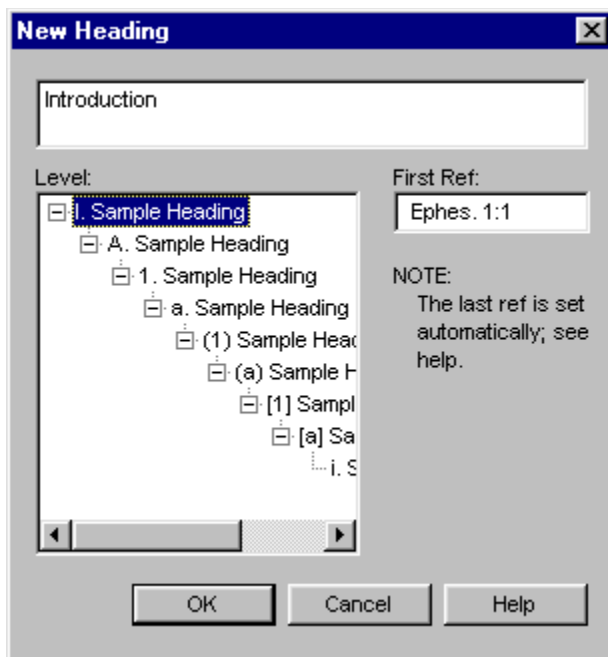 New Heading
Introduction
Level:
I. Sample Heading
A. Sample Heading
1. Sample Heading
a. Sample Heading
(1) Sample Head
(a) Sample H
[1] Sampl
[a] Sa
i. S
First Ref:
Ephes. 1:1
NOTE:
The last ref is set
automatically; see
help.
OK
Cancel
Help